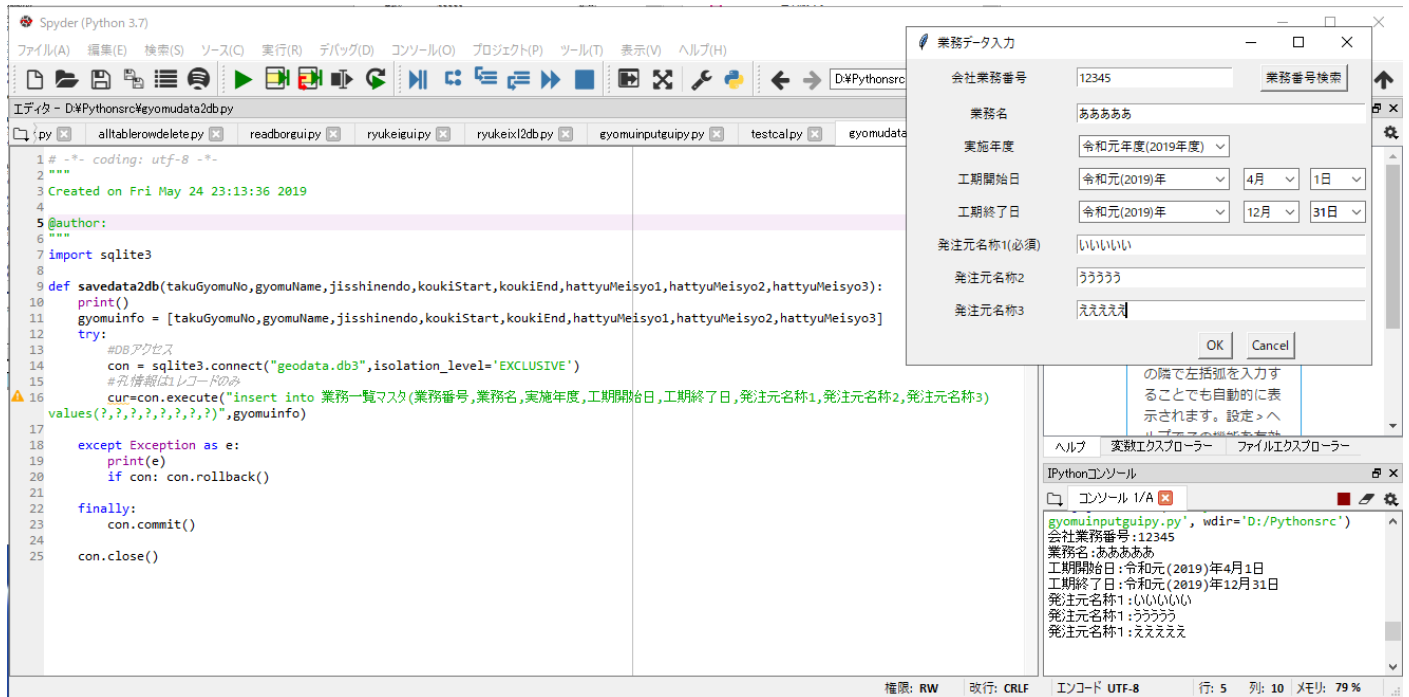 Spyder (Python 3.7)
ファイル(A) 編集(E) 検索(S) ソース(C) 実行(R) デバッグ(D) コンソール(O) プロジェクト(P) ツール(T) 表示(V) ヘルプ(H)
D:¥Pythonsrc
エディタ - D:¥Pythonsrc¥gyomudata2db.py
.py alltablerowdelete.py readborgui.py ryukeigui.py ryukeixl2db.py gyomuinputguipy.py testcal.py gyomudata
1 # -*- coding: utf-8 -*-
2 """
3 Created on Fri May 24 23:13:36 2019
4
5 @author:
6 """
7 import sqlite3
8
9 def savedata2db(takuGyomuNo,gyomuName,jisshinendo,koukiStart,koukiEnd,hattyuMeisyo1,hattyuMeisyo2,hattyuMeisyo3):
10 print()
11 gyomuinfo = [takuGyomuNo,gyomuName,jisshinendo,koukiStart,koukiEnd,hattyuMeisyo1,hattyuMeisyo2,hattyuMeisyo3]
12 try:
13 #DBアクセス
14 con = sqlite3.connect("geodata.db3",isolation_level='EXCLUSIVE')
15 #孔情報は1レコードのみ
16 cur=con.execute("insert into 業務一覧マスタ(業務番号,業務名,実施年度,工期開始日,工期終了日,発注元名称1,発注元名称2,発注元名称3)
values(?,?,?,?,?,?,?,?)",gyomuinfo)
17
18 except Exception as e:
19 print(e)
20 if con: con.rollback()
21
22 finally:
23 con.commit()
24
25 con.close()
業務データ入力
会社業務番号 12345 業務番号検索
業務名 あああああ
実施年度 令和元年度(2019年度)
工期開始日 令和元(2019)年 4月 1日
工期終了日 令和元(2019)年 12月 31日
発注元名称1(必須) いいいいい
発注元名称2 ううううう
発注元名称3 えええええ
OK Cancel
の隣で左括弧を入力す
ることでも自動的に表
示されます。設定 > ヘ
ヘルプ 変数エクスプローラー ファイルエクスプローラー
IPythonコンソール
コンソール 1/A
gyomuinputguipy.py', wdir='D:/Pythonsrc')
会社業務番号:12345
業務名:あああああ
工期開始日:令和元(2019)年4月1日
工期終了日:令和元(2019)年12月31日
発注元名称1:いいいいい
発注元名称1:ううううう
発注元名称1:えええええ
権限: RW 改行: CRLF エンコード UTF-8 行: 5 列: 10 メモリ: 79 %